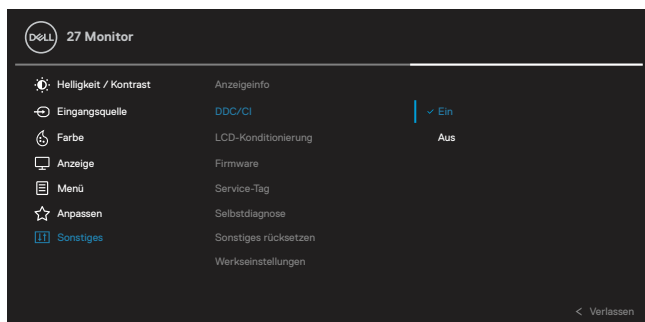 DELL 27 Monitor
Helligkeit / Kontrast Anzeigeinfo
Eingangsquelle DDC/CI Ein
Farbe LCD-Konditionierung Aus
Anzeige Firmware
Menü Service-Tag
Anpassen Selbstdiagnose
Sonstiges Sonstiges rücksetzen
Werkseinstellungen
Verlassen